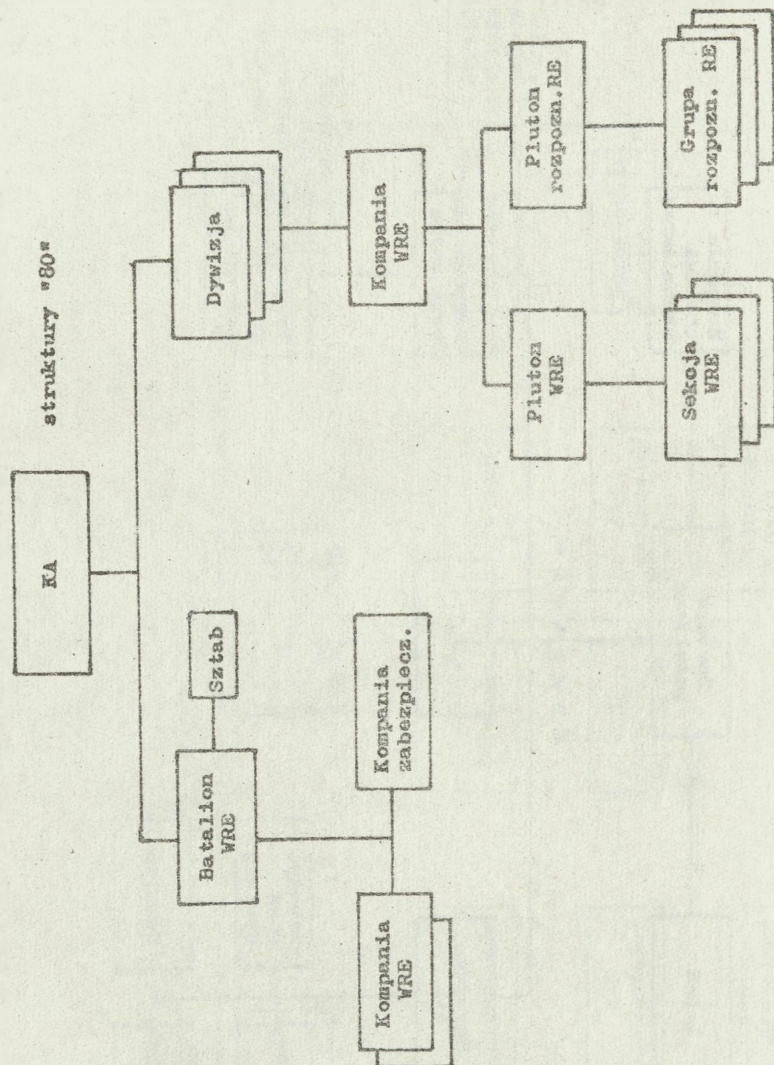 struktury "80"
KA
Batalion
WRE
Sztab
Dywizja
Kompania
WRE
Kompania
zabezpiecz.
Kompania
WRE
Pluton
WRE
Pluton
rozpozn.RE
Sekcja
WRE
Grupa
rozpozn. RE